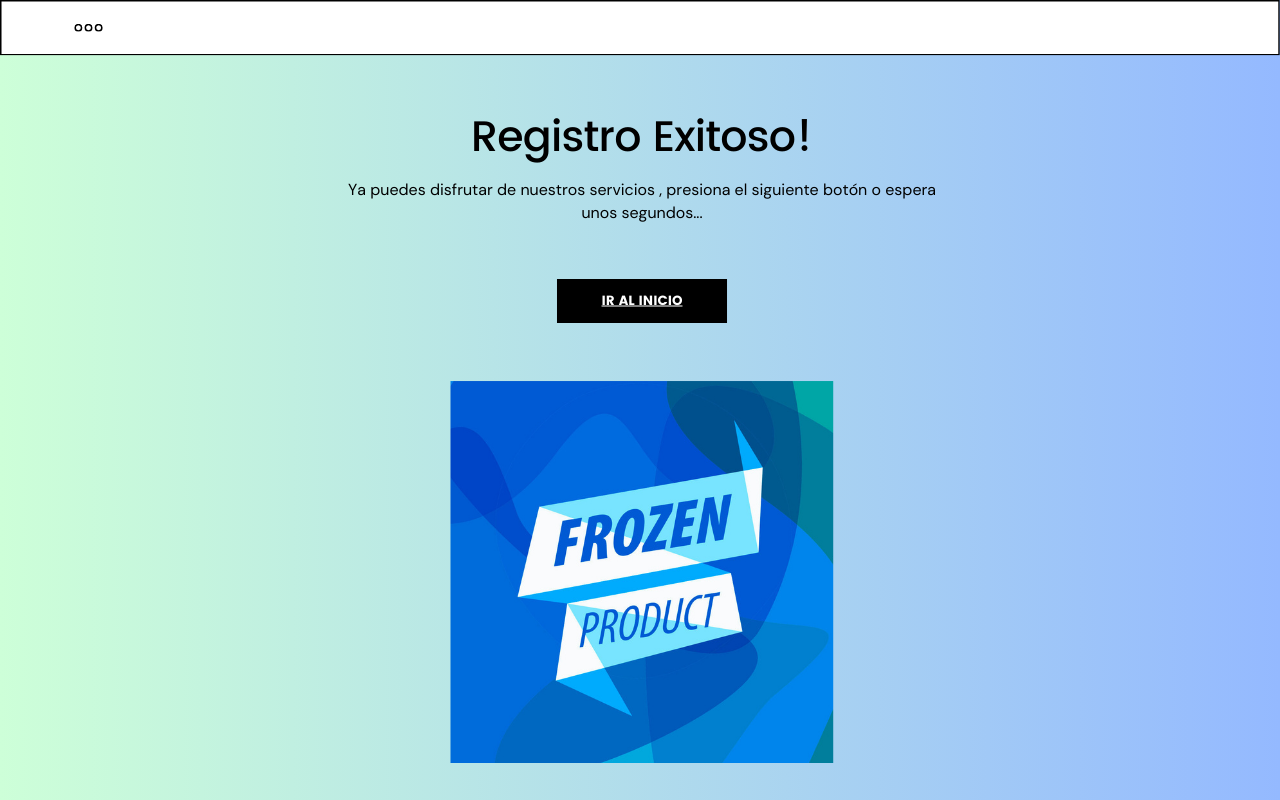 Registro Exitoso!
Ya puedes disfrutar de nuestros servicios , presiona el siguiente botón o espera
unos segundos...
IR AL INICIO
FROZEN
PRODUCT